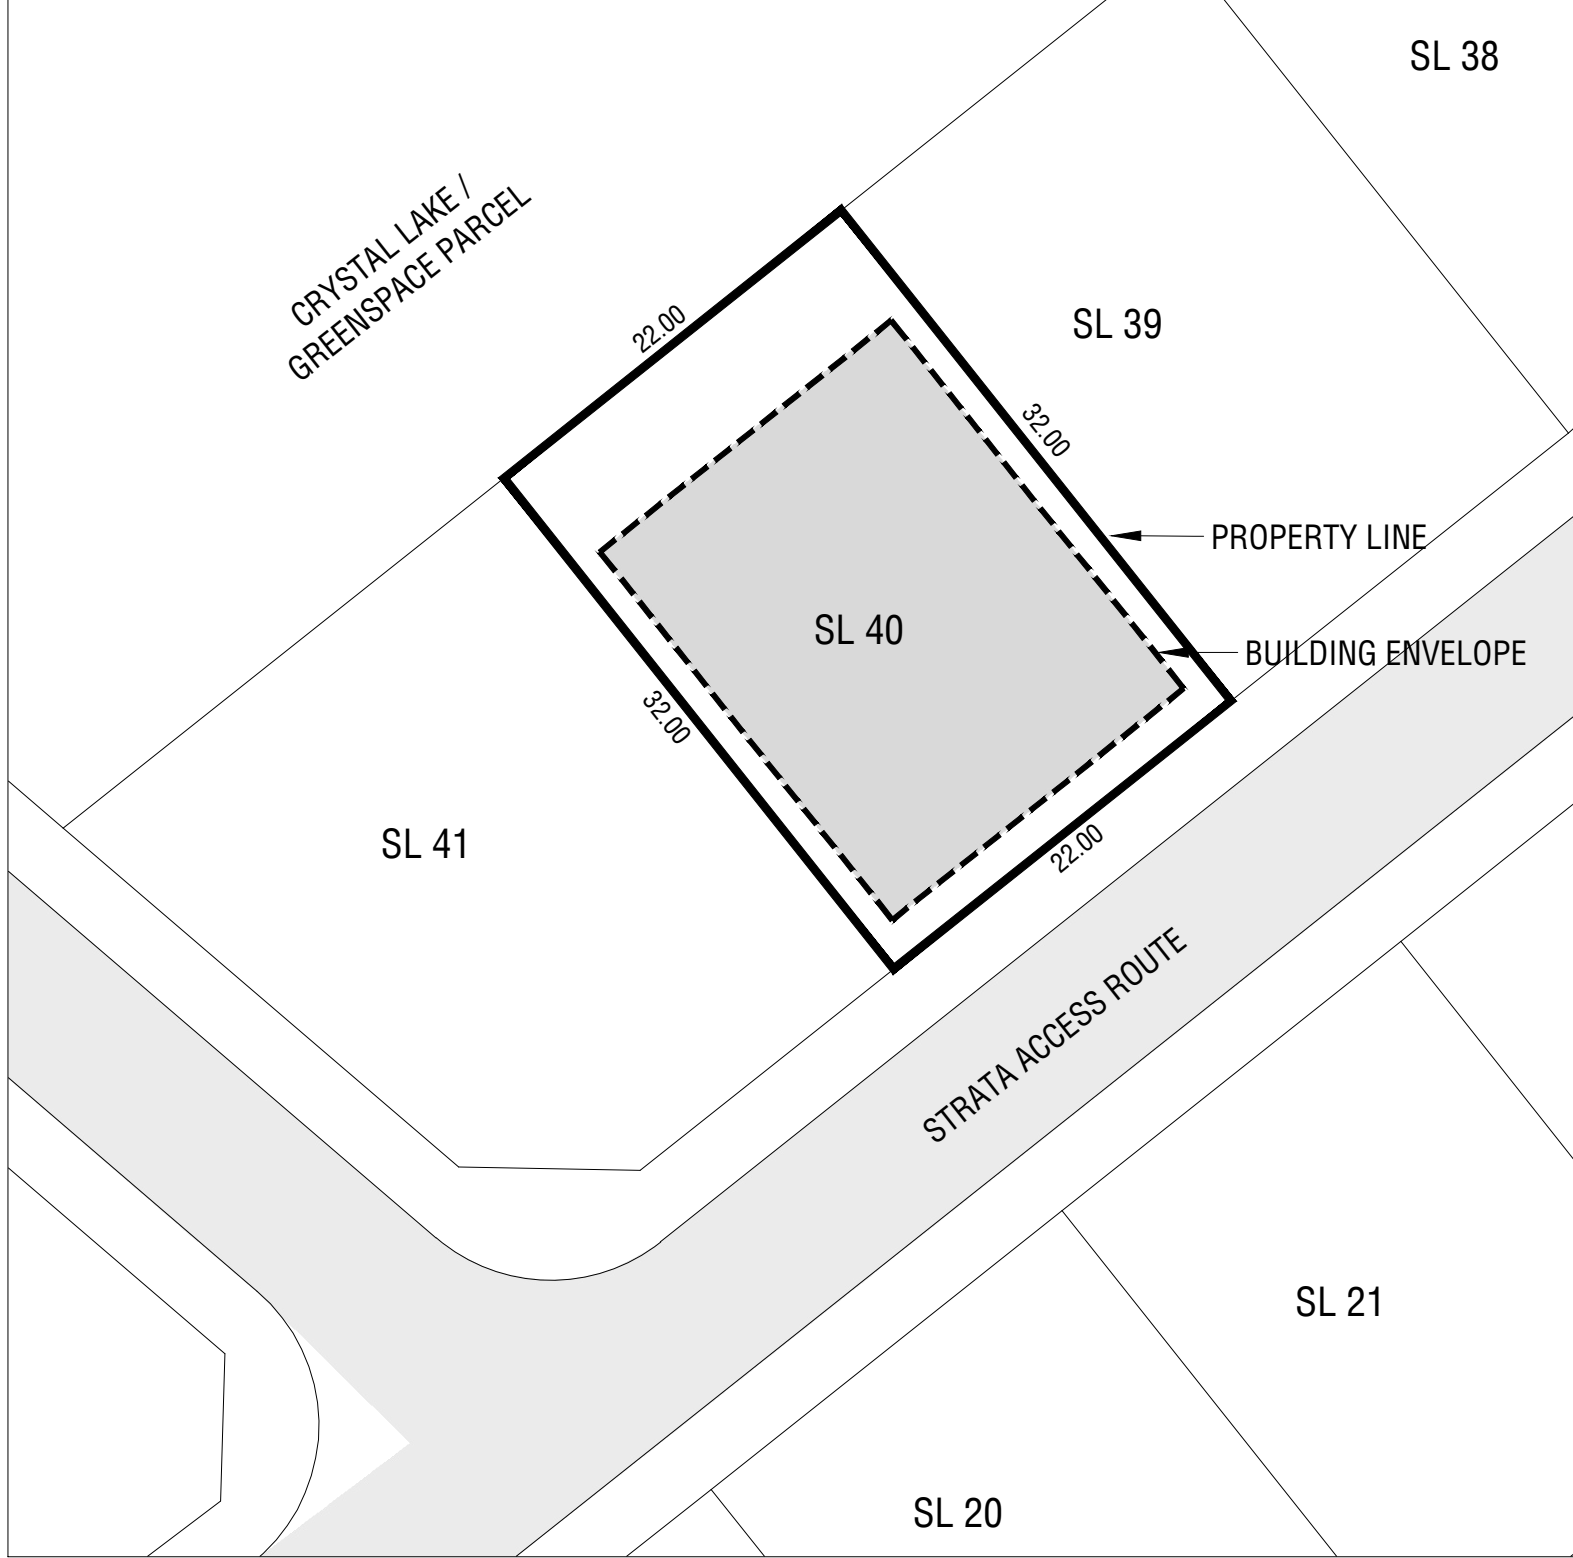 SL 38
CRYSTAL LAKE /
GREENSPACE PARCEL
22.00
SL 39
32.00
PROPERTY LINE
SL 40
BUILDING ENVELOPE
32.00
SL 41
22.00
STRATA ACCESS ROUTE
SL 21
SL 20